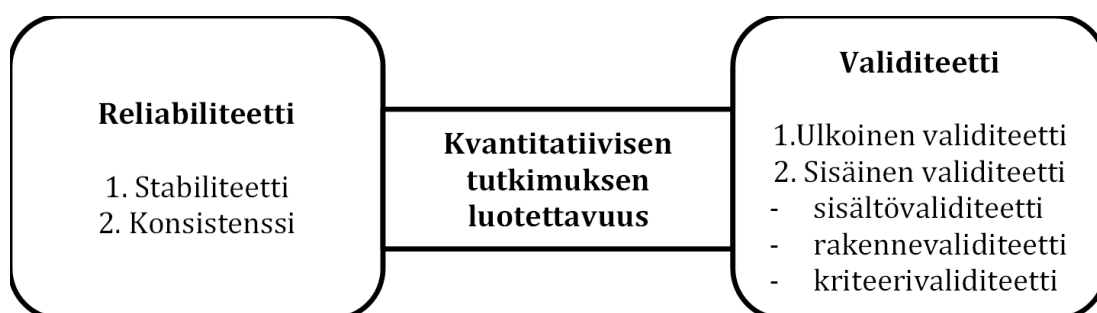 Reliabiliteetti
1. Stabiliteetti
2. Konsistenssi
Kvantitatiivisen
tutkimuksen
luotettavuus
Validiteetti
1.Ulkoinen validiteetti
2. Sisäinen validiteetti
- sisältövaliditeetti
- rakennevaliditeetti
- kriteerivaliditeetti